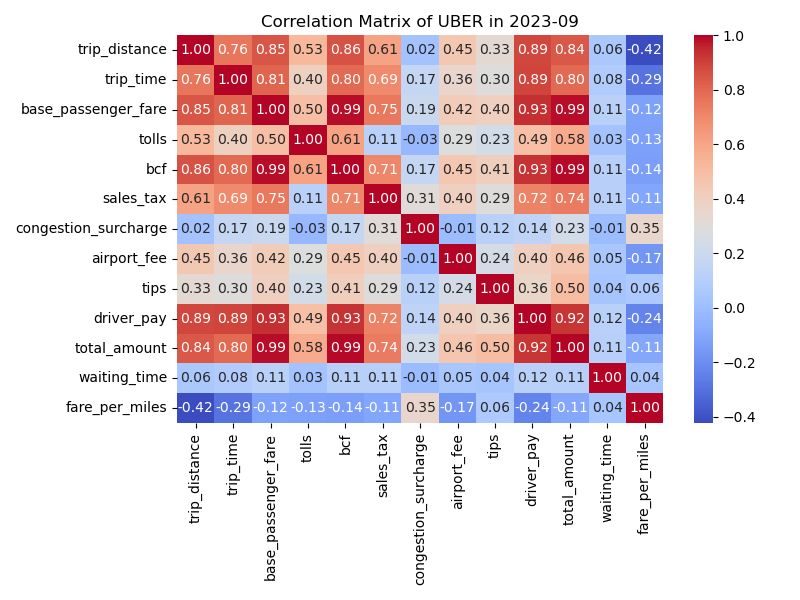 Correlation Matrix of UBER in 2023-09
trip_distance 1.00 0.76 0.85 0.53 0.86 0.61 0.02 0.45 0.33 0.89 0.84 0.06 -0.42
trip_time 0.76 1.00 0.81 0.40 0.80 0.69 0.17 0.36 0.30 0.89 0.80 0.08 -0.29
base_passenger_fare 0.85 0.81 1.00 0.50 0.99 0.75 0.19 0.42 0.40 0.93 0.99 0.11 -0.12
tolls 0.53 0.40 0.50 1.00 0.61 0.11 -0.03 0.29 0.23 0.49 0.58 0.03 -0.13
bcf 0.86 0.80 0.99 0.61 1.00 0.71 0.17 0.45 0.41 0.93 0.99 0.11 -0.14
sales_tax 0.61 0.69 0.75 0.11 0.71 1.00 0.31 0.40 0.29 0.72 0.74 0.11 -0.11
congestion_surcharge 0.02 0.17 0.19 -0.03 0.17 0.31 1.00 -0.01 0.12 0.14 0.23 -0.01 0.35
airport_fee 0.45 0.36 0.42 0.29 0.45 0.40 -0.01 1.00 0.24 0.40 0.46 0.05 -0.17
tips 0.33 0.30 0.40 0.23 0.41 0.29 0.12 0.24 1.00 0.36 0.50 0.04 0.06
driver_pay 0.89 0.89 0.93 0.49 0.93 0.72 0.14 0.40 0.36 1.00 0.92 0.12 -0.24
total_amount 0.84 0.80 0.99 0.58 0.99 0.74 0.23 0.46 0.50 0.92 1.00 0.11 -0.11
waiting_time 0.06 0.08 0.11 0.03 0.11 0.11 -0.01 0.05 0.04 0.12 0.11 1.00 0.04
fare_per_miles -0.42 -0.29 -0.12 -0.13 -0.14 -0.11 0.35 -0.17 0.06 -0.24 -0.11 0.04 1.00
trip_distance
trip_time
base_passenger_fare
tolls
bcf
sales_tax
congestion_surcharge
airport_fee
tips
driver_pay
total_amount
waiting_time
fare_per_miles
1.0
0.8
0.6
0.4
0.2
0.0
−0.2
−0.4